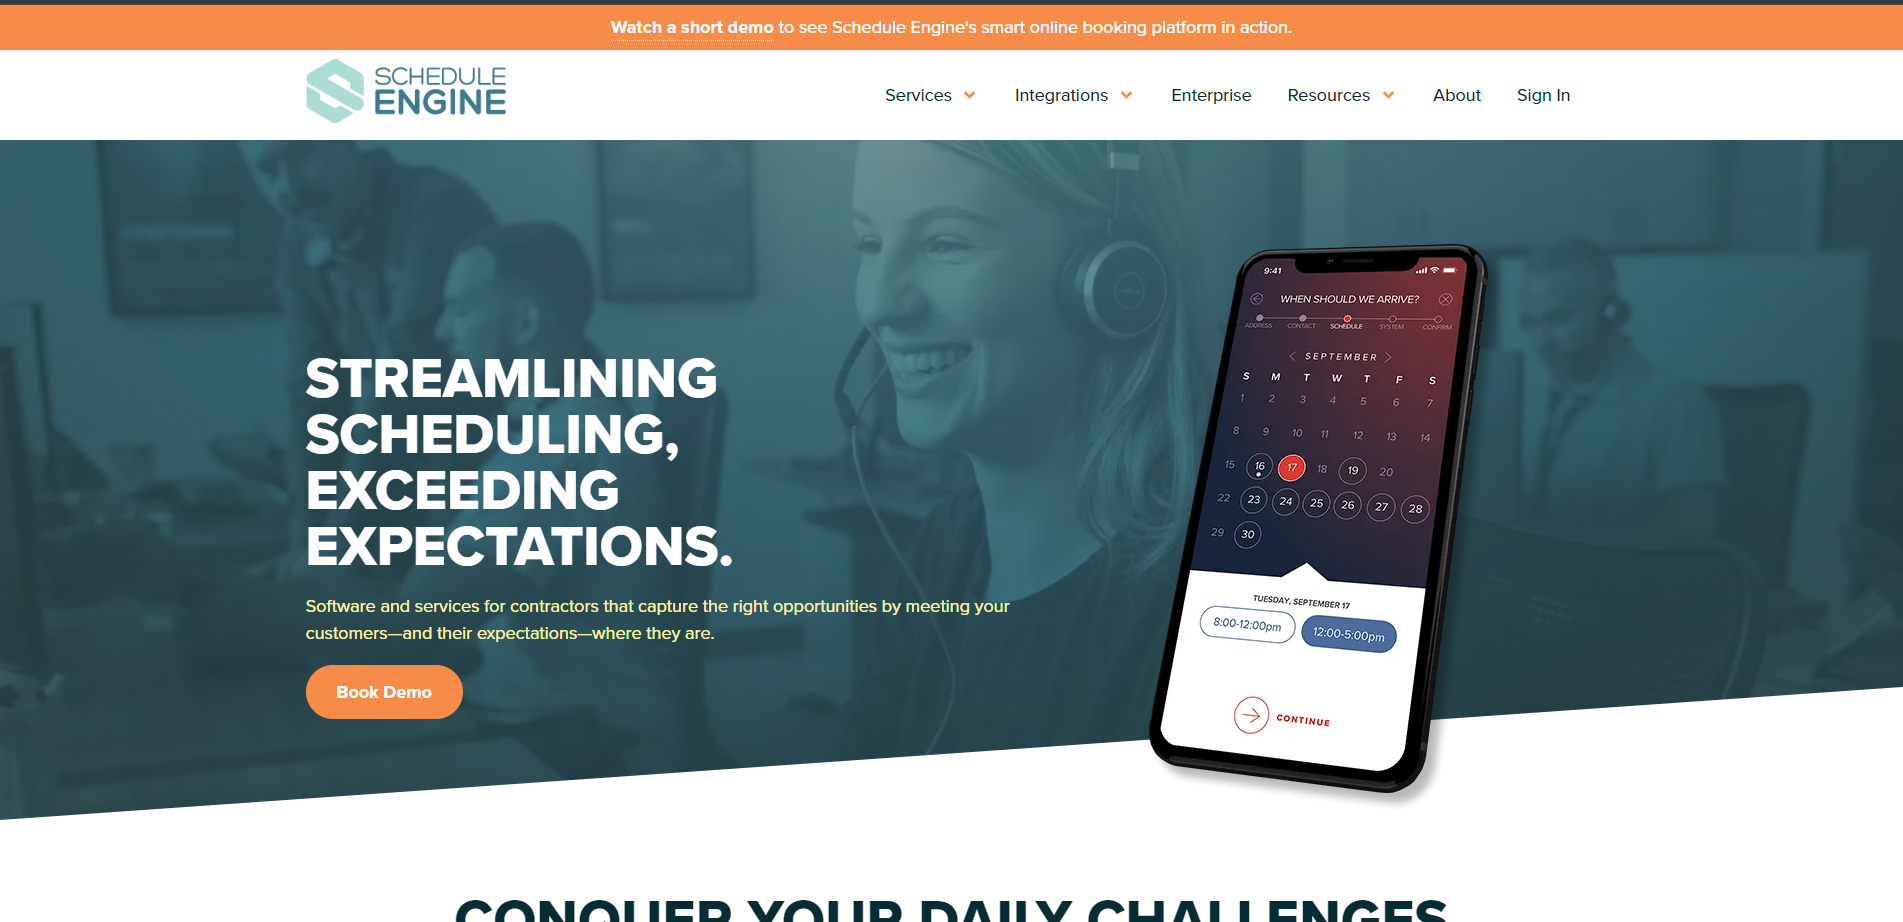 Watch a short demo to see Schedule Engine's smart online booking platform in action.
SCHEDULE
ENGINE
Services
Integrations
Enterprise
Resources
About
Sign In
STREAMLINING
SCHEDULING,
EXCEEDING
EXPECTATIONS.
Software and services for contractors that capture the right opportunities by meeting your
customers—and their expectations—where they are.
Book Demo
9:41
WHEN SHOULD WE ARRIVE?
ADDRESS CONTACT SCHEDULE SYSTEM CONFIRM
SEPTEMBER
S M T W T F S
1 2 3 4 5 6 7
8 9 10 11 12 13 14
15 16 17 18 19 20
22 23 24 25 26 27 28
29 30
TUESDAY, SEPTEMBER 17
8:00-12:00pm 12:00-5:00pm
CONTINUE
CONQUER YOUR DAILY CHALLENGES